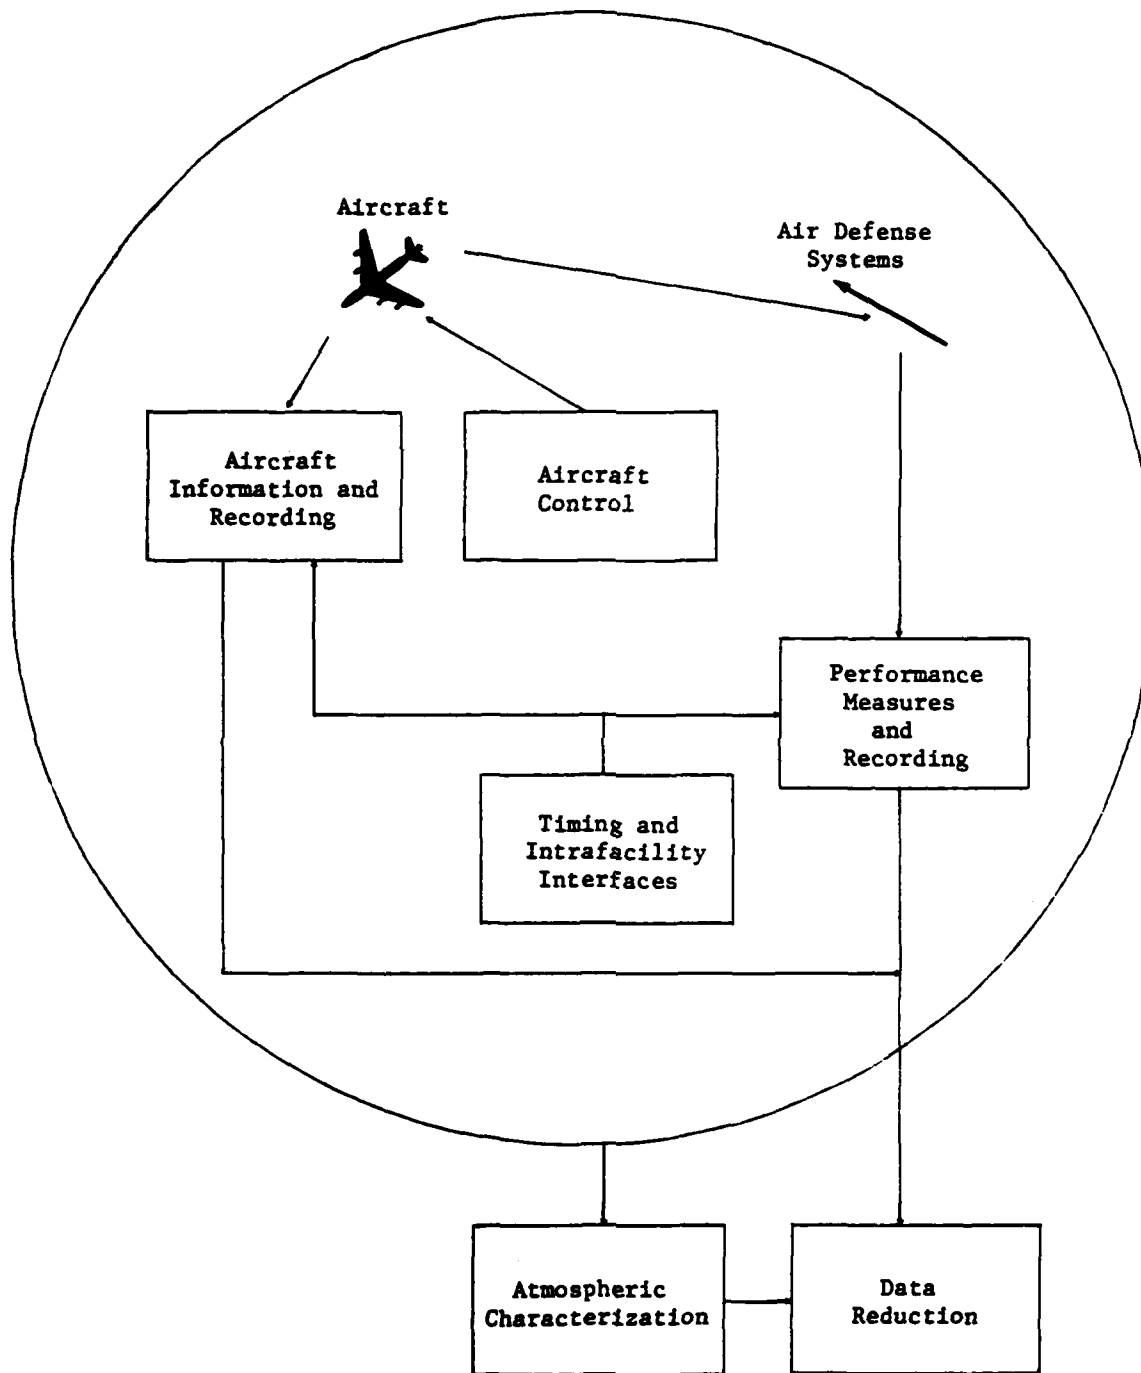 Aircraft
Air Defense
Systems
Aircraft
Information and
Recording
Aircraft
Control
Performance
Measures
and
Recording
Timing and
Intrafacility
Interfaces
Atmospheric
Characterization
Data
Reduction